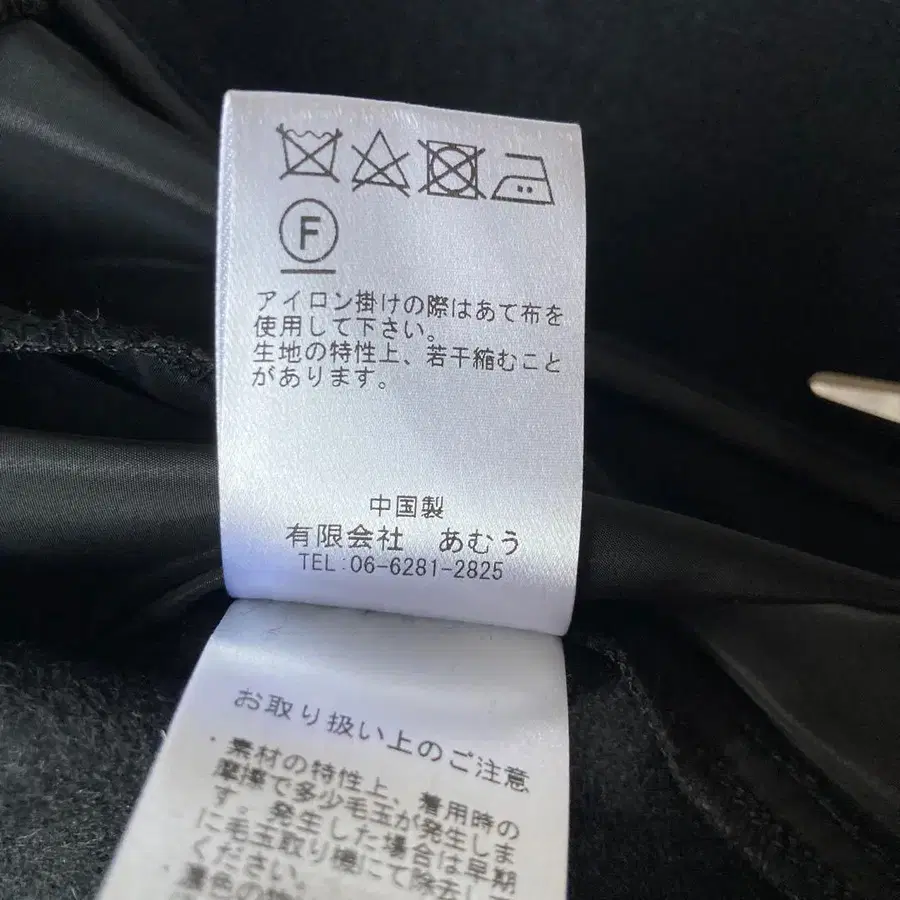 F
アイロン掛けの際はあて布を
使用して下さい。
生地の特性上、若干縮むこと
があります。
中国製
有限会社 あむう
TEL:06-6281-2825
お取り扱い上のご注意
・素材の特性上、着用時の
摩擦で多少毛玉が発生しま
す。発生した場合は早期
に毛玉取り機にて除去し
ください。
・濃色の